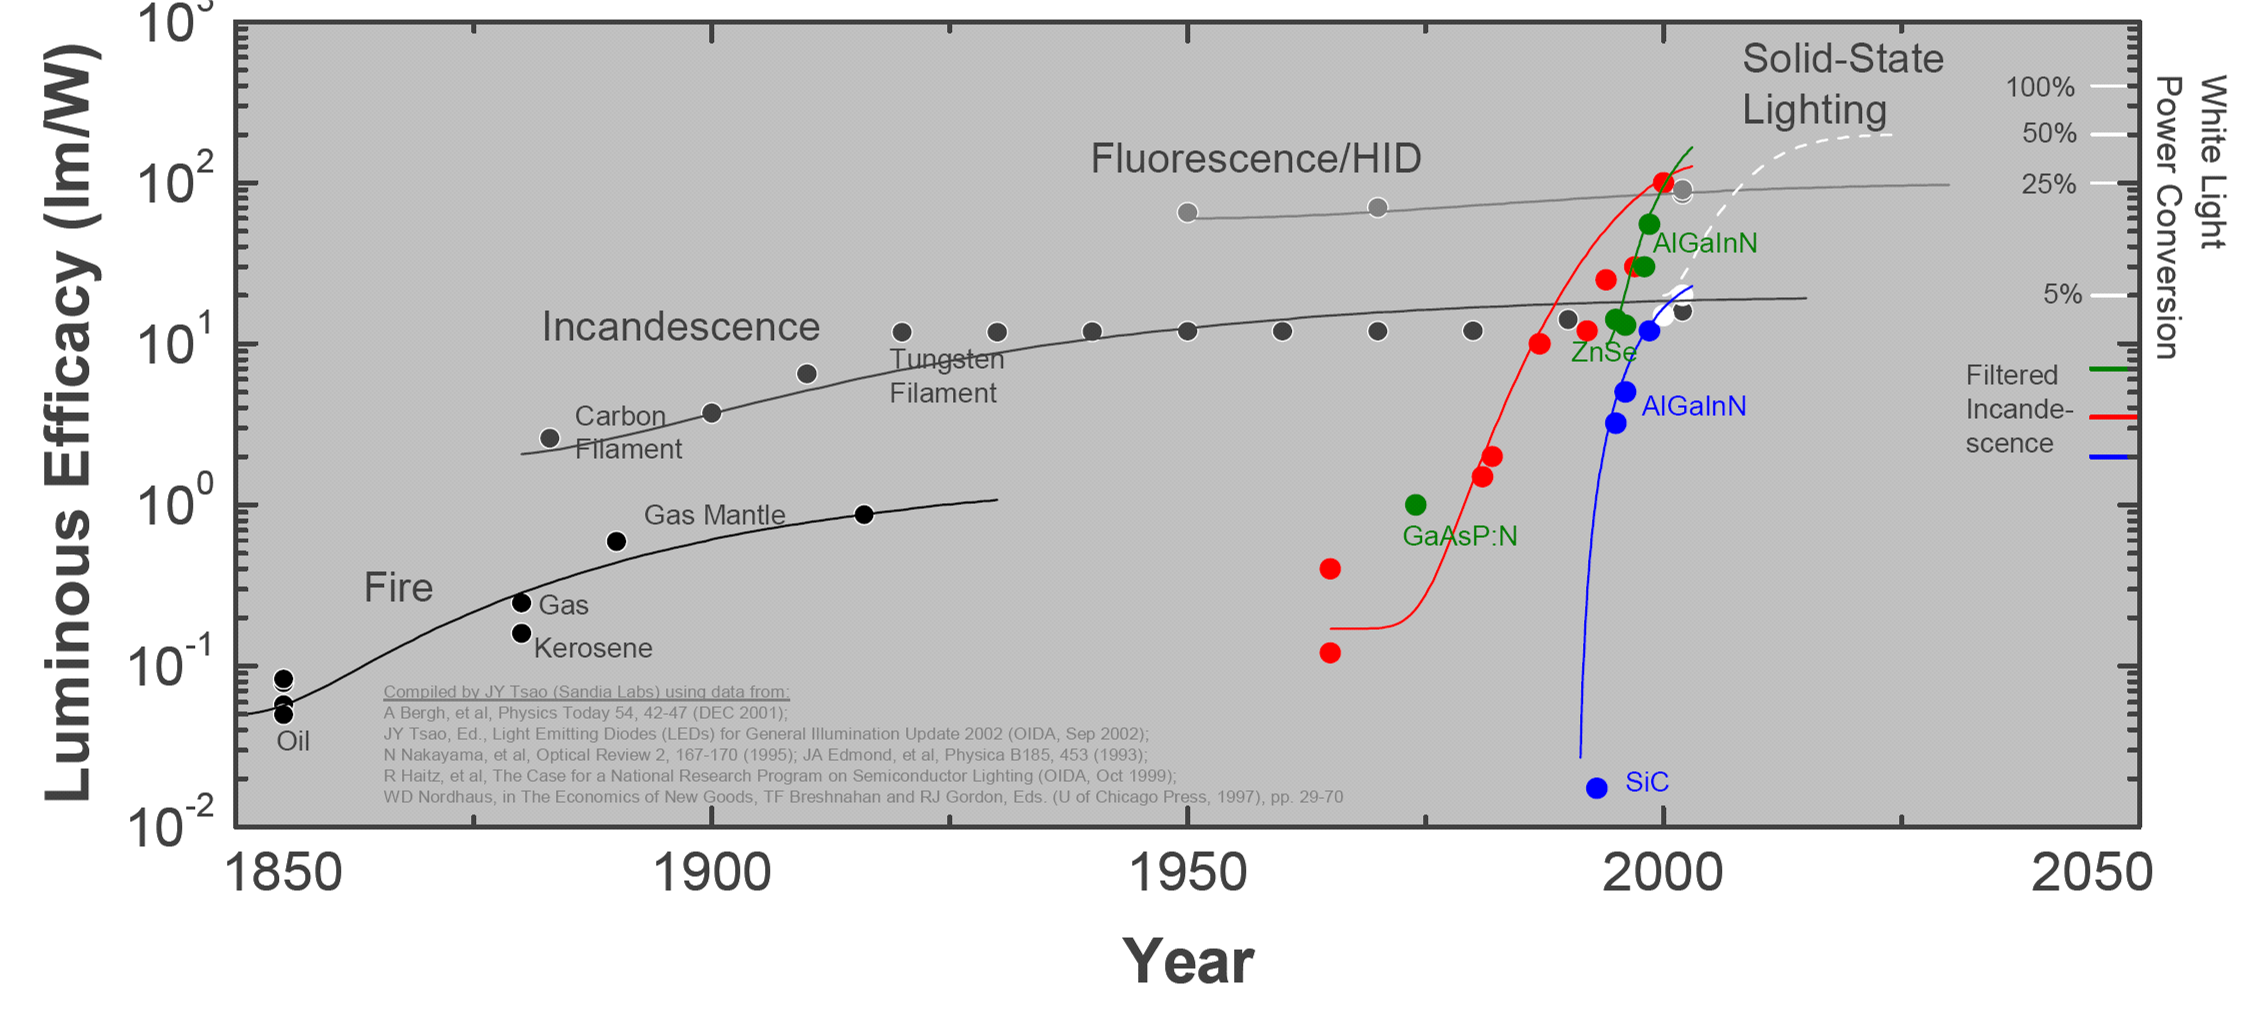 10³
10²
10¹
10⁰
10⁻¹
10⁻²
Luminous Efficacy (lm/W)
Solid-State
Lighting
100%
50%
25%
5%
White Light
Power Conversion
Fluorescence/HID
AlGaInN
Incandescence
Tungsten
Filament
ZnSe
Filtered
Incande-
scence
AlGaInN
Carbon
Filament
Gas Mantle
GaAsP:N
Fire
Gas
Kerosene
Oil
SiC
Compiled by JY Tsao (Sandia Labs) using data from:
A Bergh, et al, Physics Today 54, 42-47 (DEC 2001);
JY Tsao, Ed., Light Emitting Diodes (LEDs) for General Illumination Update 2002 (OIDA, Sep 2002);
N Nakayama, et al, Optical Review 2, 167-170 (1995); JA Edmond, et al, Physica B185, 453 (1993);
R Haitz, et al, The Case for a National Research Program on Semiconductor Lighting (OIDA, Oct 1999);
WD Nordhaus, in The Economics of New Goods, TF Breshnahan and RJ Gordon, Eds. (U of Chicago Press, 1997), pp. 29-70
1850
1900
1950
2000
2050
Year